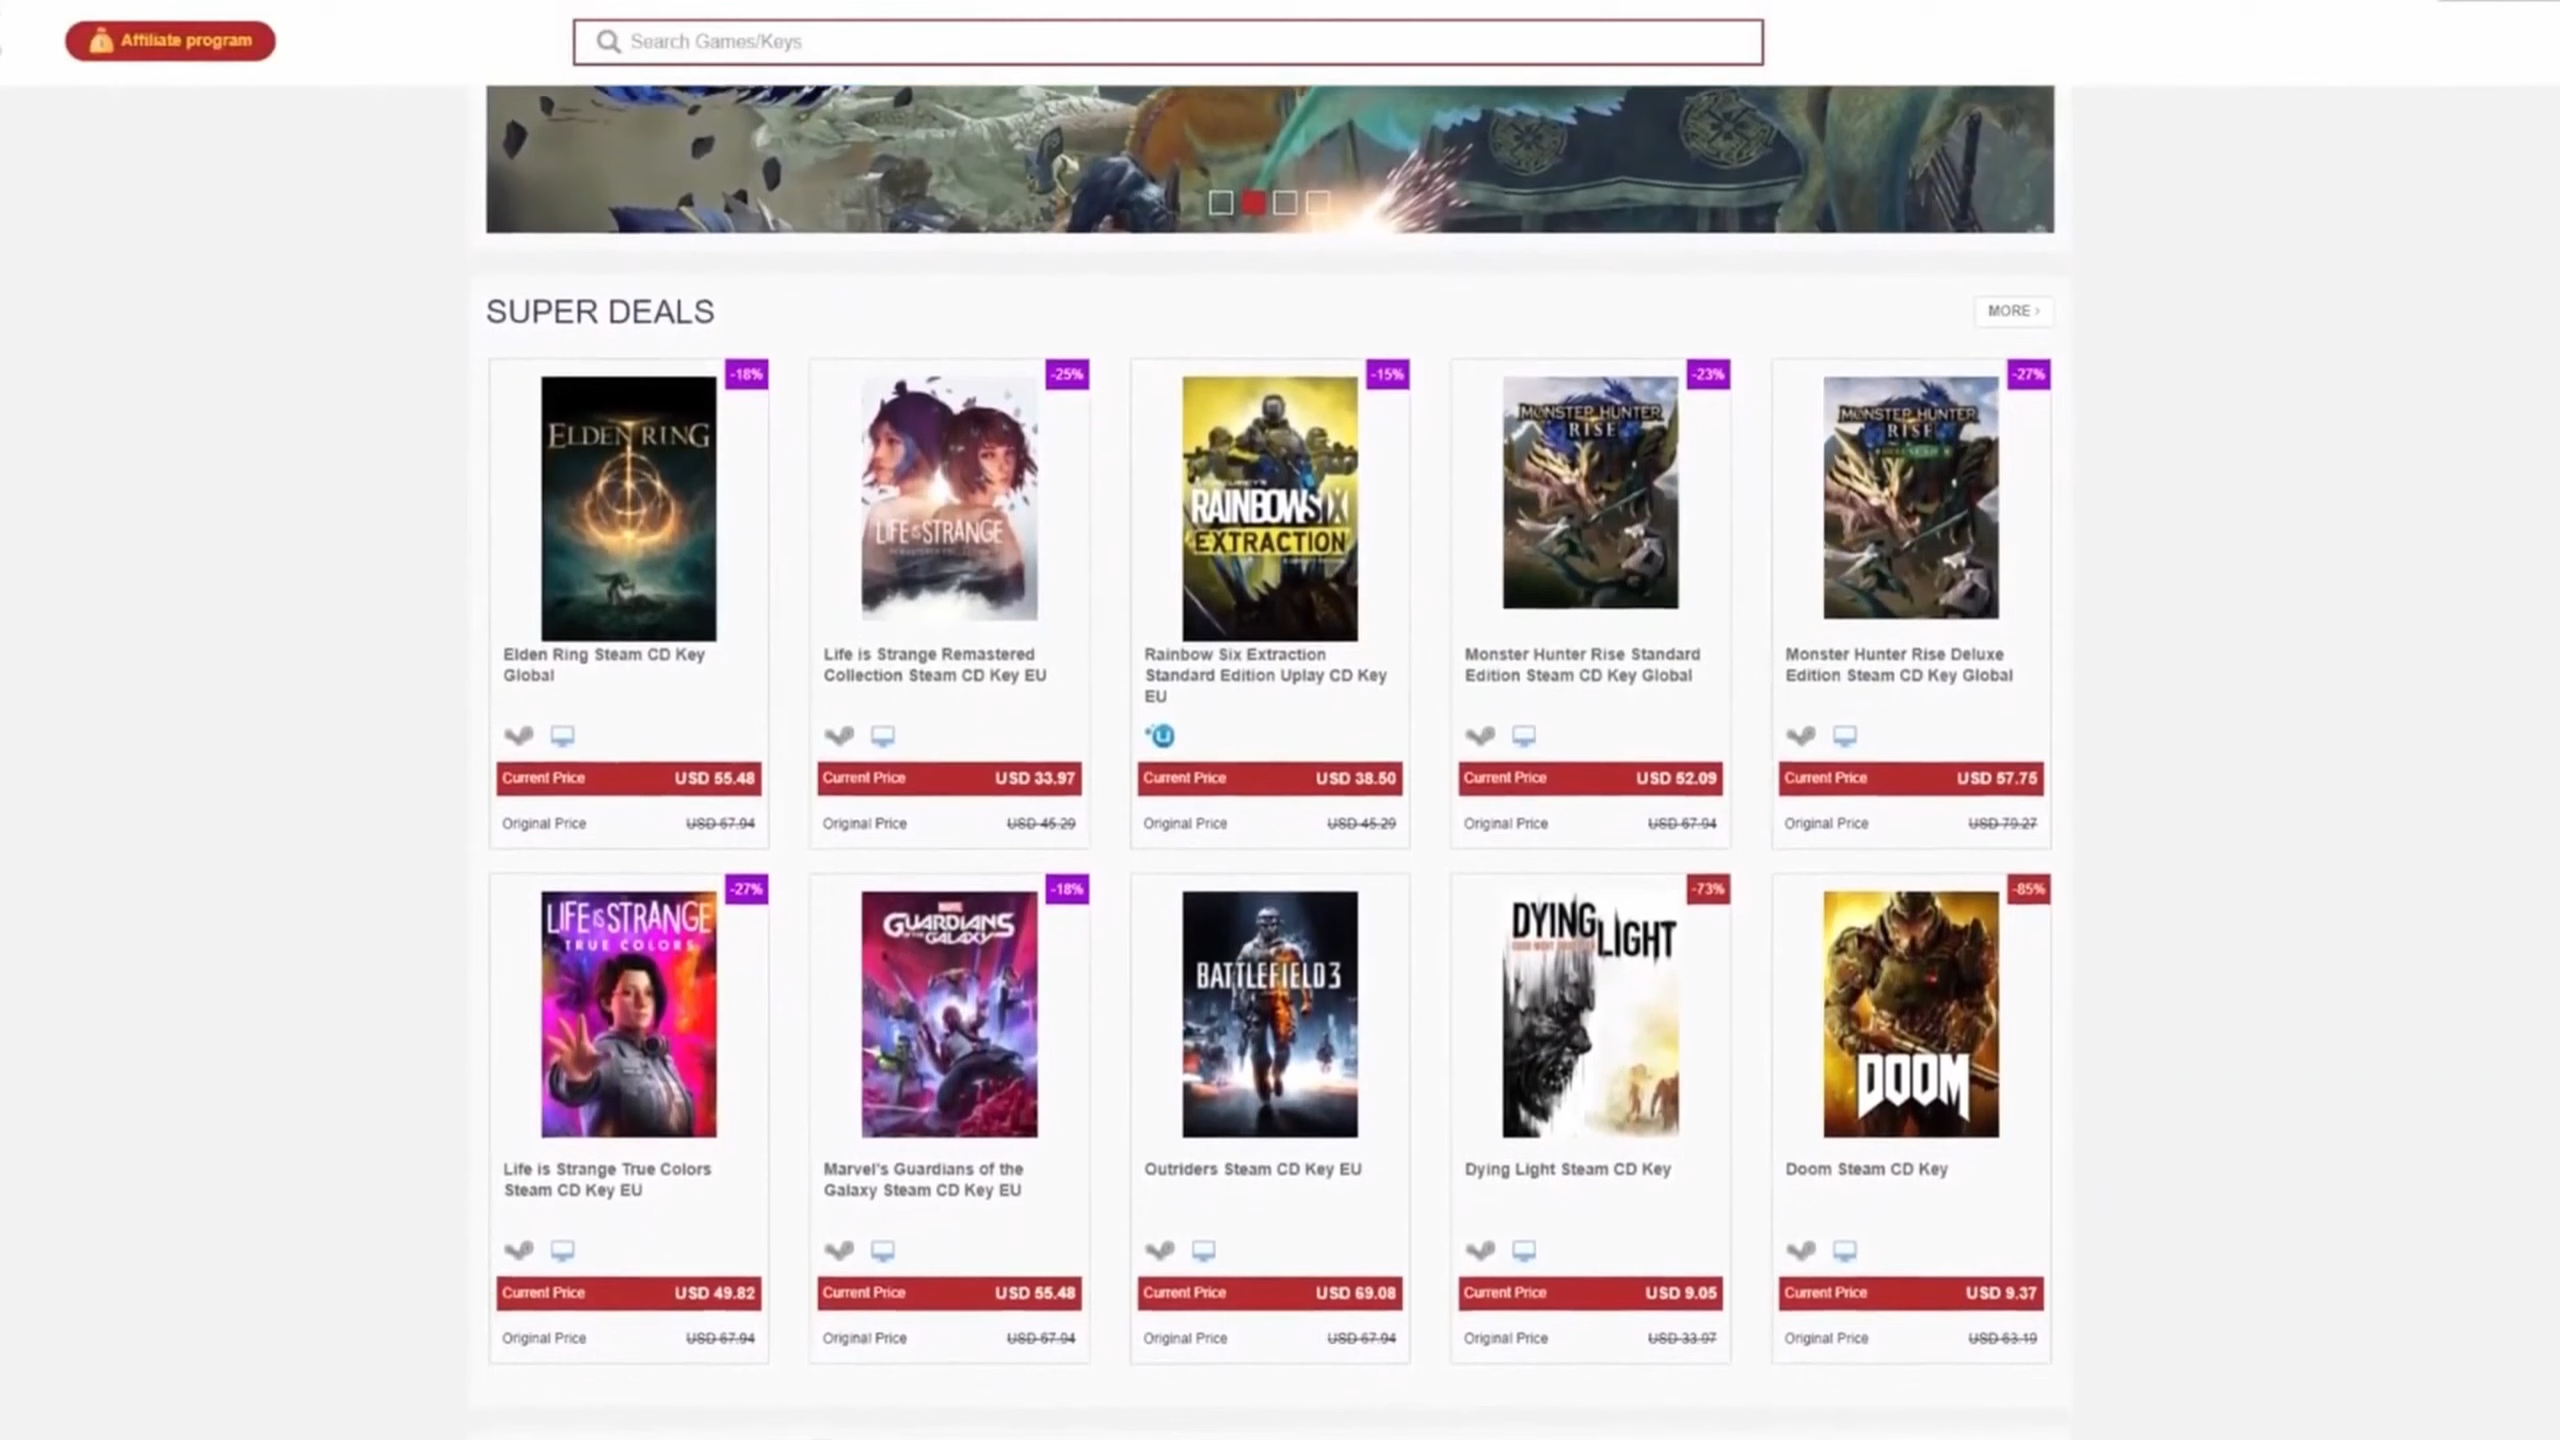 Affiliate program
Search Games/Keys
SUPER DEALS
MORE ›
-18%
-25%
-15%
-23%
-27%
ELDEN RING
LIFE IS STRANGE
RAINBOW SIX
EXTRACTION
MONSTER HUNTER
RISE
MONSTER HUNTER
RISE
Elden Ring Steam CD Key
Global
Life is Strange Remastered
Collection Steam CD Key EU
Rainbow Six Extraction
Standard Edition Uplay CD Key
EU
Monster Hunter Rise Standard
Edition Steam CD Key Global
Monster Hunter Rise Deluxe
Edition Steam CD Key Global
Current Price USD 55.48
Current Price USD 33.97
Current Price USD 38.50
Current Price USD 52.09
Current Price USD 57.75
Original Price USD 67.94
Original Price USD 45.29
Original Price USD 45.29
Original Price USD 67.94
Original Price USD 79.27
-27%
-18%
-73%
-85%
LIFE IS STRANGE
TRUE COLORS
MARVEL
GUARDIANS
OF THE GALAXY
BATTLEFIELD 3
DYING
LIGHT
DOOM
Life is Strange True Colors
Steam CD Key EU
Marvel's Guardians of the
Galaxy Steam CD Key EU
Outriders Steam CD Key EU
Dying Light Steam CD Key
Doom Steam CD Key
Current Price USD 49.82
Current Price USD 55.48
Current Price USD 69.08
Current Price USD 9.05
Current Price USD 9.37
Original Price USD 67.94
Original Price USD 67.94
Original Price USD 67.94
Original Price USD 33.97
Original Price USD 63.19